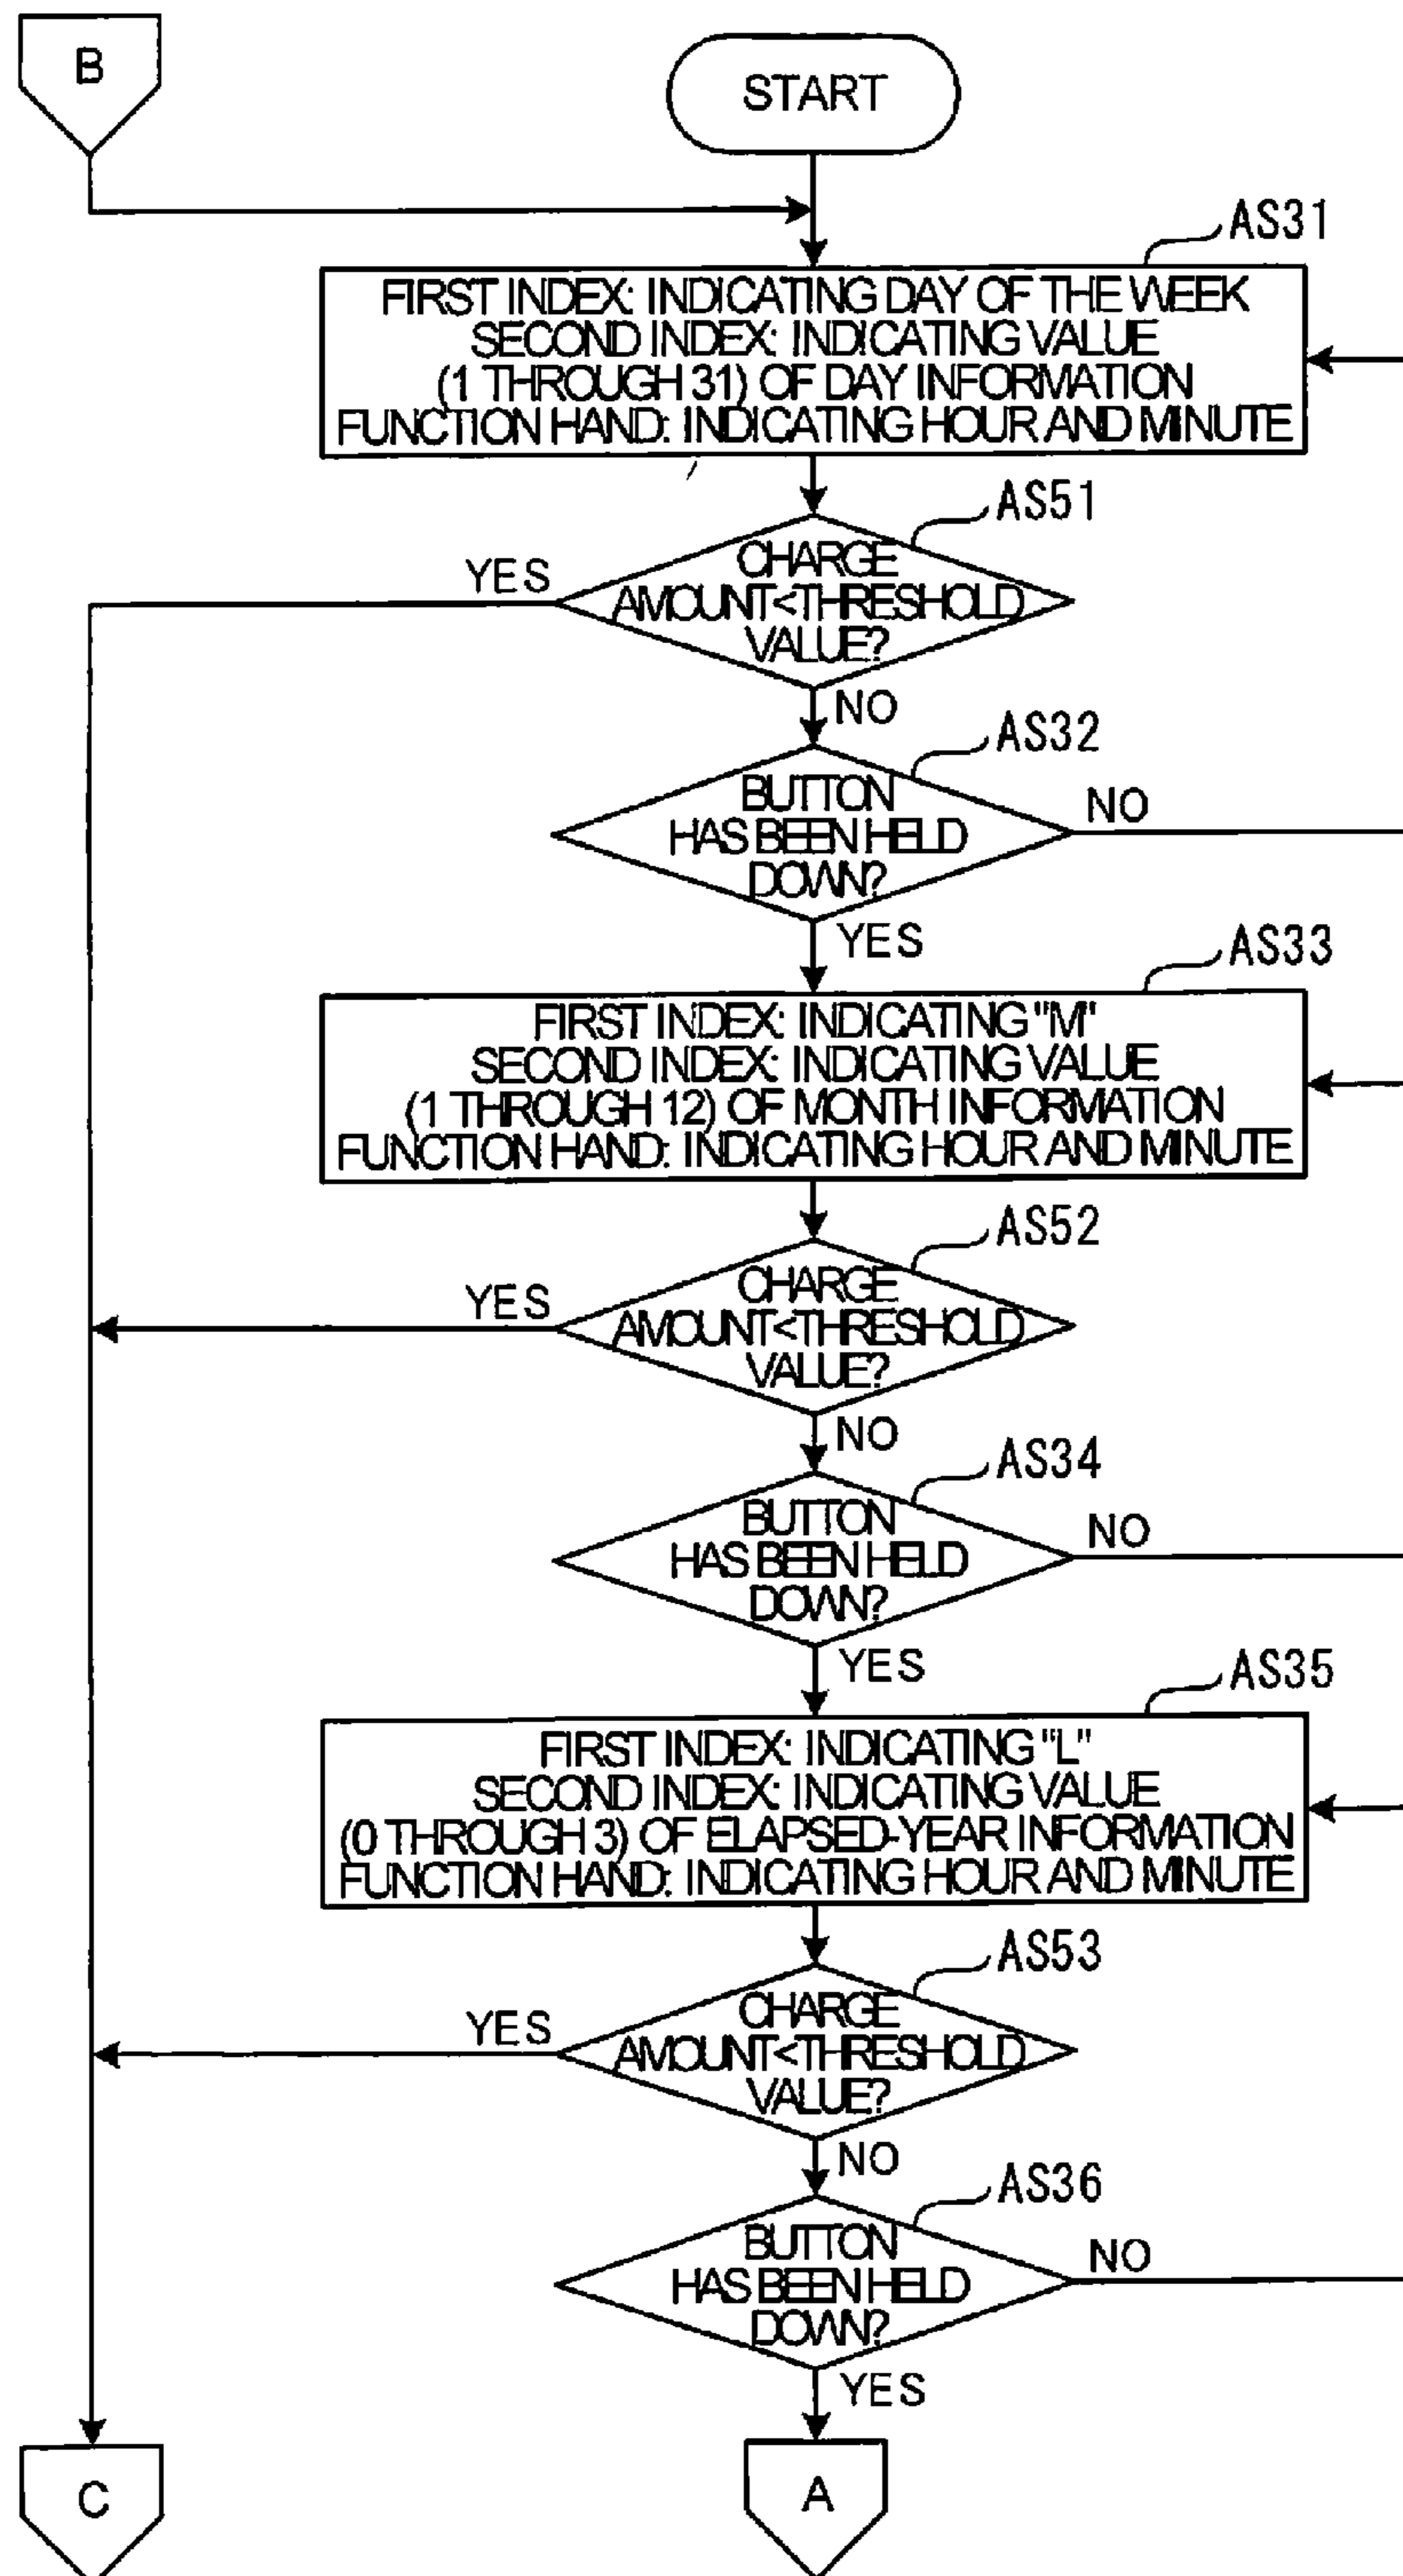 B
START
AS31
FIRST INDEX: INDICATING DAY OF THE WEEK
SECOND INDEX: INDICATING VALUE
(1 THROUGH 31) OF DAY INFORMATION
FUNCTION HAND: INDICATING HOUR AND MINUTE
AS51
CHARGE
AMOUNT<THRESHOLD
VALUE?
YES
NO
AS32
BUTTON
HAS BEEN HELD
DOWN?
NO
YES
AS33
FIRST INDEX: INDICATING "M"
SECOND INDEX: INDICATING VALUE
(1 THROUGH 12) OF MONTH INFORMATION
FUNCTION HAND: INDICATING HOUR AND MINUTE
AS52
CHARGE
AMOUNT<THRESHOLD
VALUE?
YES
NO
AS34
BUTTON
HAS BEEN HELD
DOWN?
NO
YES
AS35
FIRST INDEX: INDICATING "L"
SECOND INDEX: INDICATING VALUE
(0 THROUGH 3) OF ELAPSED-YEAR INFORMATION
FUNCTION HAND: INDICATING HOUR AND MINUTE
AS53
CHARGE
AMOUNT<THRESHOLD
VALUE?
YES
NO
AS36
BUTTON
HAS BEEN HELD
DOWN?
NO
YES
C
A